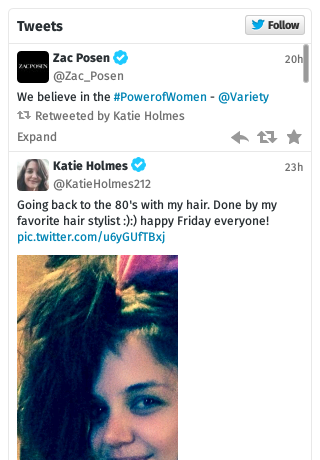 Tweets
Follow
ZAC POSEN
Zac Posen
20h
@Zac_Posen
We believe in the #PowerofWomen - @Variety
Retweeted by Katie Holmes
Expand
Katie Holmes
23h
@KatieHolmes212
Going back to the 80's with my hair. Done by my
favorite hair stylist :):) happy Friday everyone!
pic.twitter.com/u6yGUfTBxj